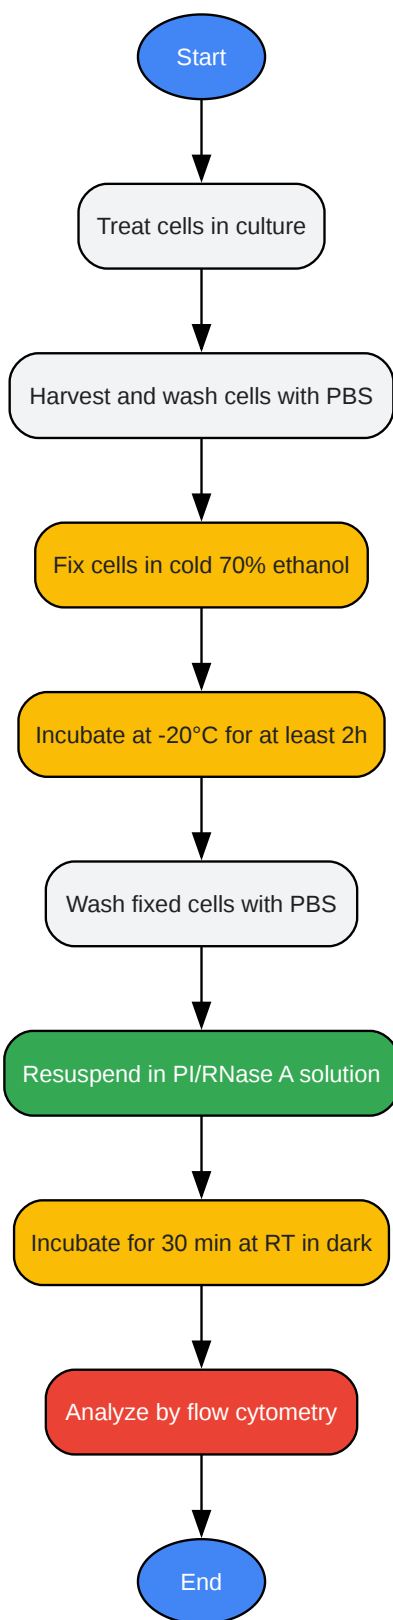 Start
Treat cells in culture
Harvest and wash cells with PBS
Fix cells in cold 70% ethanol
Incubate at -20°C for at least 2h
Wash fixed cells with PBS
Resuspend in PI/RNase A solution
Incubate for 30 min at RT in dark
Analyze by flow cytometry
End